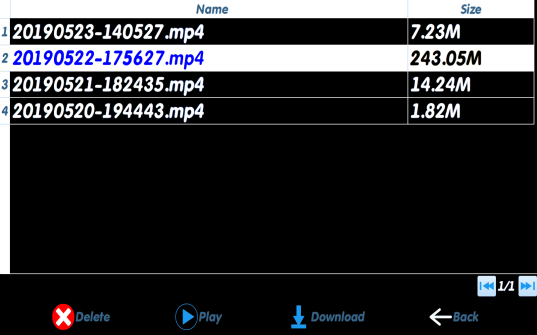 Name Size
1 20190523-140527.mp4 7.23M
2 20190522-175627.mp4 243.05M
3 20190521-182435.mp4 14.24M
4 20190520-194443.mp4 1.82M
1/1
Delete Play Download Back